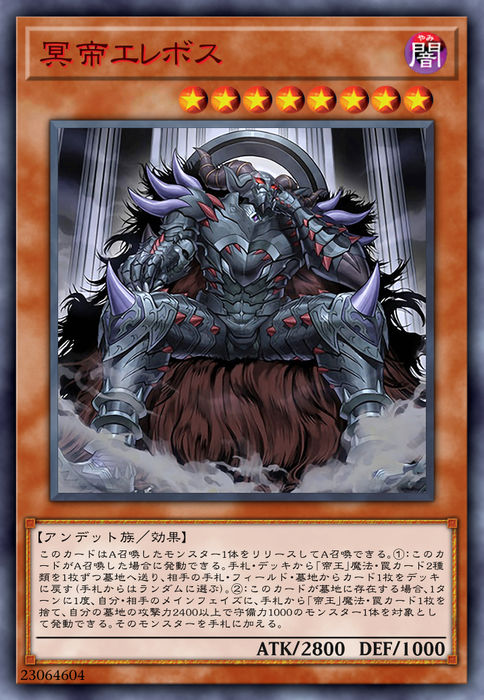 冥帝エレボス
やみ
闇
【アンデット族／効果】
このカードはA召喚したモンスター1体をリリースしてA召喚できる。①：このカ
ードがA召喚した場合に発動できる。手札・デッキから「帝王」魔法・罠カード2種
類を1枚ずつ墓地へ送り、相手の手札・フィールド・墓地からカード1枚をデッキ
に戻す(手札からはランダムに選ぶ)。②：このカードが墓地に存在する場合、1タ
ーンに1度、自分・相手のメインフェイズに、手札から「帝王」魔法・罠カード1枚を
捨て、自分の墓地の攻撃力2400以上で守備力1000のモンスター1体を対象とし
て発動できる。そのモンスターを手札に加える。
ATK/2800 DEF/1000
23064604